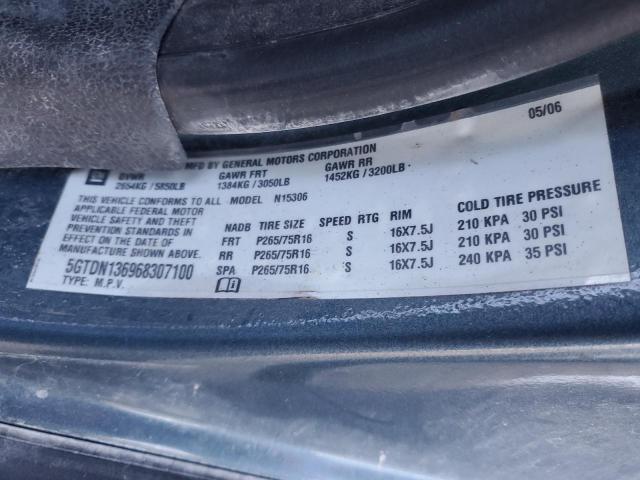 05/06
MFD BY GENERAL MOTORS CORPORATION
GVWR GAWR FRT GAWR RR
2654KG / 5850LB 1384KG / 3050LB 1452KG / 3200LB
THIS VEHICLE CONFORMS TO ALL MODEL N15306
APPLICABLE FEDERAL MOTOR
VEHICLE SAFETY AND THEFT
PREVENTION STANDARDS IN
EFFECT ON THE DATE OF
MANUFACTURE SHOWN ABOVE.
5GTDN136968307100
TYPE: M.P.V.
NADB TIRE SIZE SPEED RTG RIM COLD TIRE PRESSURE
FRT P265/75R16 S 16X7.5J 210 KPA 30 PSI
RR P265/75R16 S 16X7.5J 210 KPA 30 PSI
SPA P265/75R16 S 16X7.5J 240 KPA 35 PSI